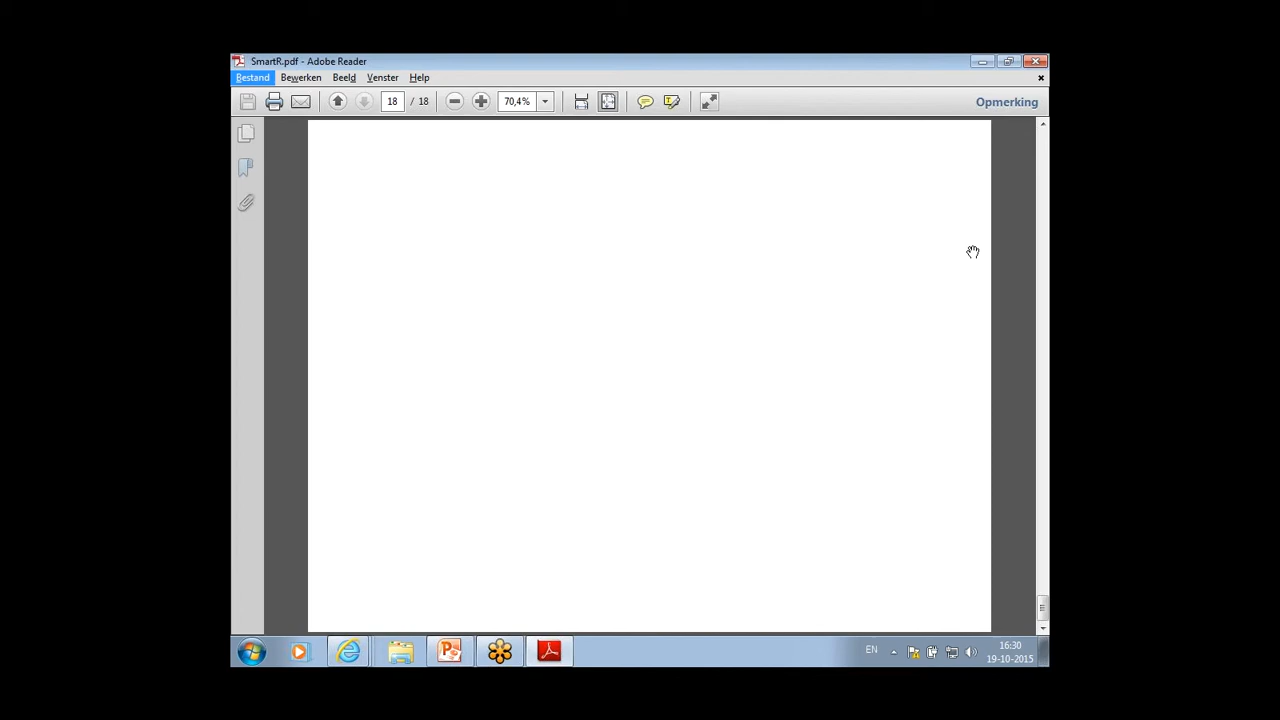 SmartR.pdf - Adobe Reader
Bestand Bewerken Beeld Venster Help
18 / 18 70,4% Opmerking
EN 16:30
19-10-2015